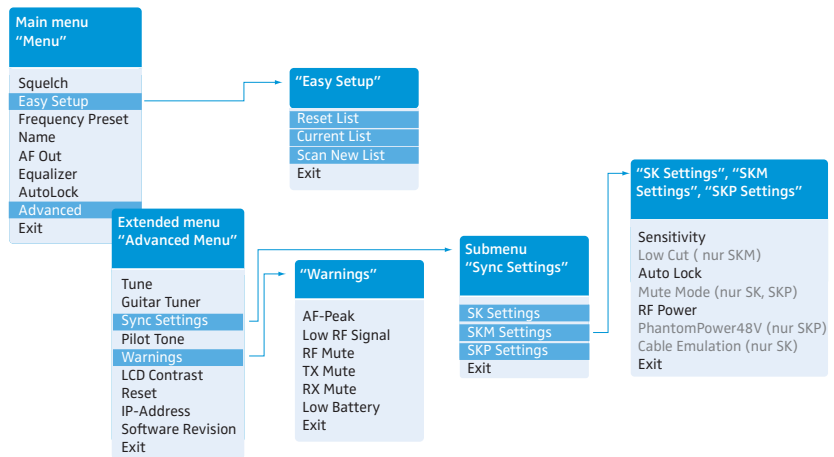 Main menu
“Menu”
Squelch
Easy Setup
Frequency Preset
Name
AF Out
Equalizer
AutoLock
Advanced
Exit
“Easy Setup”
Reset List
Current List
Scan New List
Exit
Extended menu
“Advanced Menu”
Tune
Guitar Tuner
Sync Settings
Pilot Tone
Warnings
LCD Contrast
Reset
IP-Address
Software Revision
Exit
“Warnings”
AF-Peak
Low RF Signal
RF Mute
TX Mute
RX Mute
Low Battery
Exit
Submenu
“Sync Settings”
SK Settings
SKM Settings
SKP Settings
Exit
“SK Settings”, “SKM
Settings”, “SKP Settings”
Sensitivity
Low Cut ( nur SKM)
Auto Lock
Mute Mode (nur SK, SKP)
RF Power
PhantomPower48V (nur SKP)
Cable Emulation (nur SK)
Exit